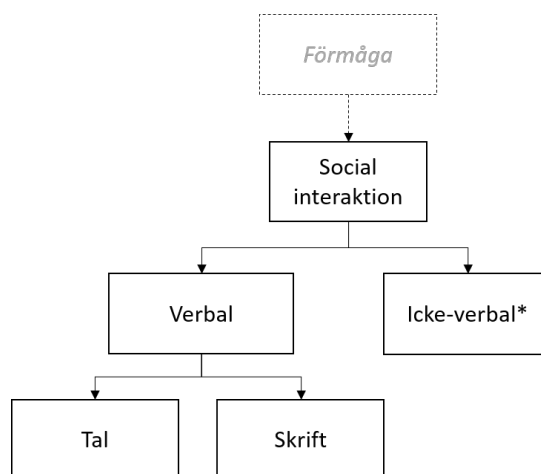 Förmåga
Social
interaktion
Verbal
Icke-verbal*
Tal
Skrift